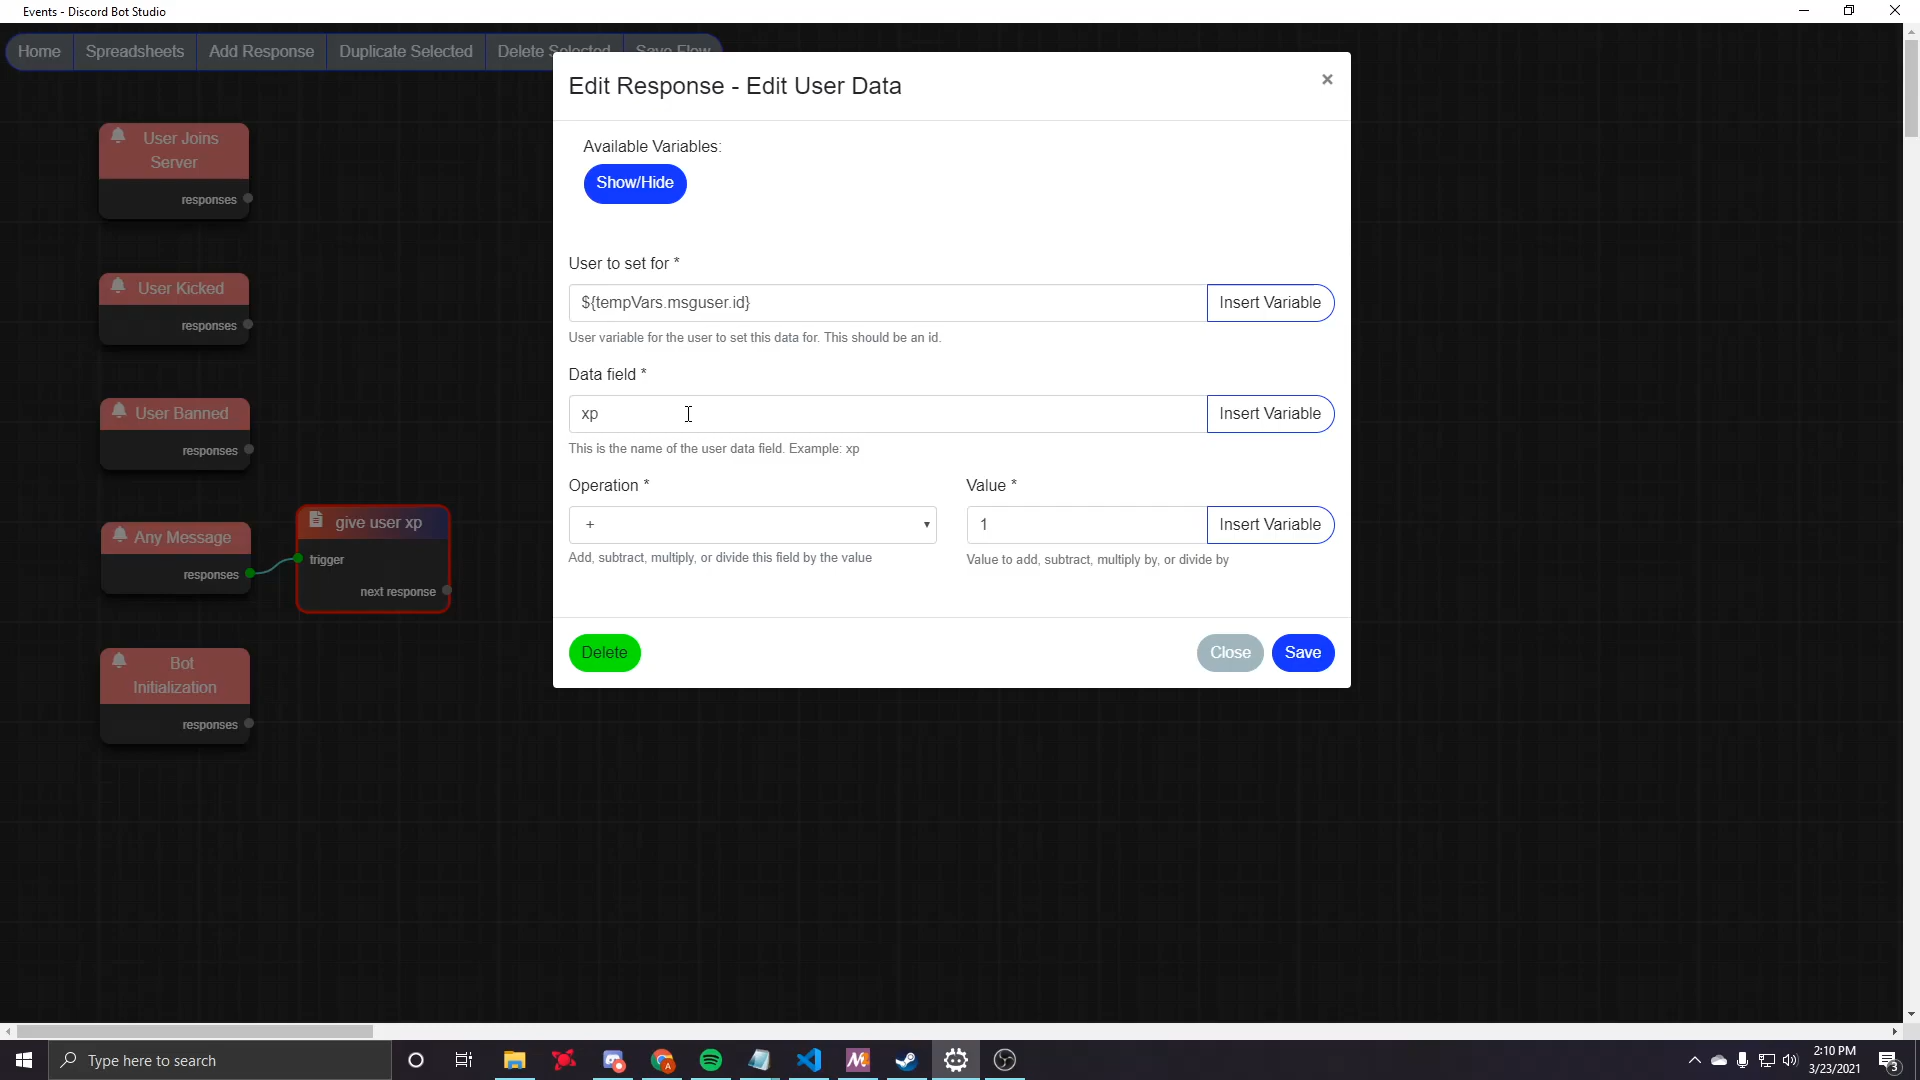 Events - Discord Bot Studio
Home
Spreadsheets
Add Response
Duplicate Selected
Delete Selected
Save Flow
Edit Response - Edit User Data
×
Available Variables:
Show/Hide
User to set for *
${tempVars.msguser.id}
Insert Variable
User variable for the user to set this data for. This should be an id.
Data field *
xp
Insert Variable
This is the name of the user data field. Example: xp
Operation *
Value *
+
1
Insert Variable
Add, subtract, multiply, or divide this field by the value
Value to add, subtract, multiply by, or divide by
Delete
Close
Save
User Joins
Server
responses
User Kicked
responses
User Banned
responses
Any Message
responses
give user xp
trigger
next response
Bot
Initialization
responses
Type here to search
A
M
2:10 PM
3/23/2021
3